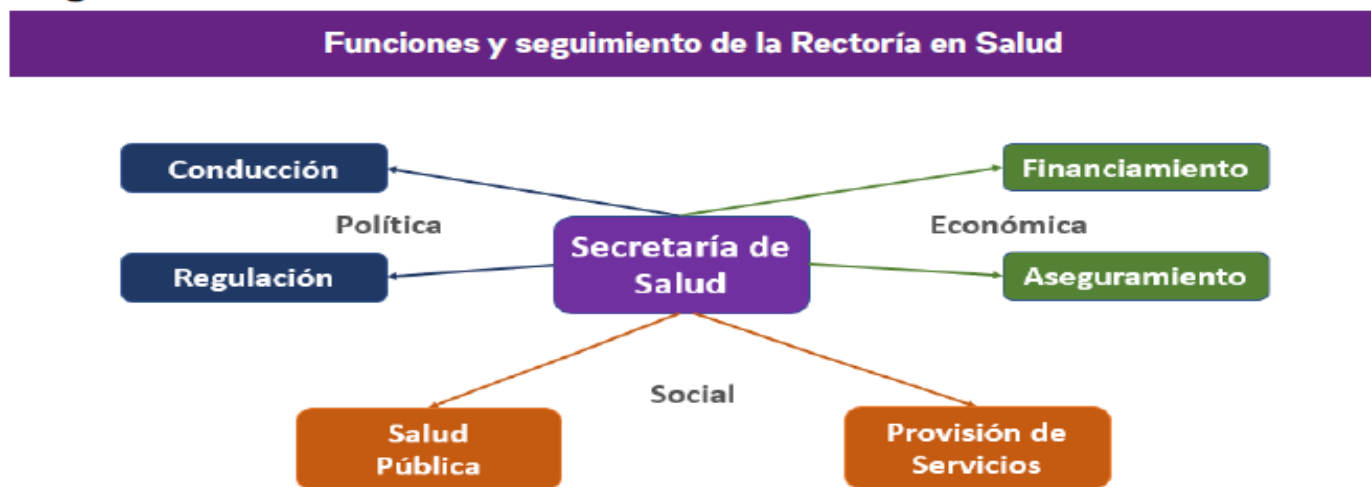 Funciones y seguimiento de la Rectoría en Salud
Conducción
Financiamiento
Política
Económica
Secretaría de
Salud
Regulación
Aseguramiento
Social
Salud
Pública
Provisión de
Servicios